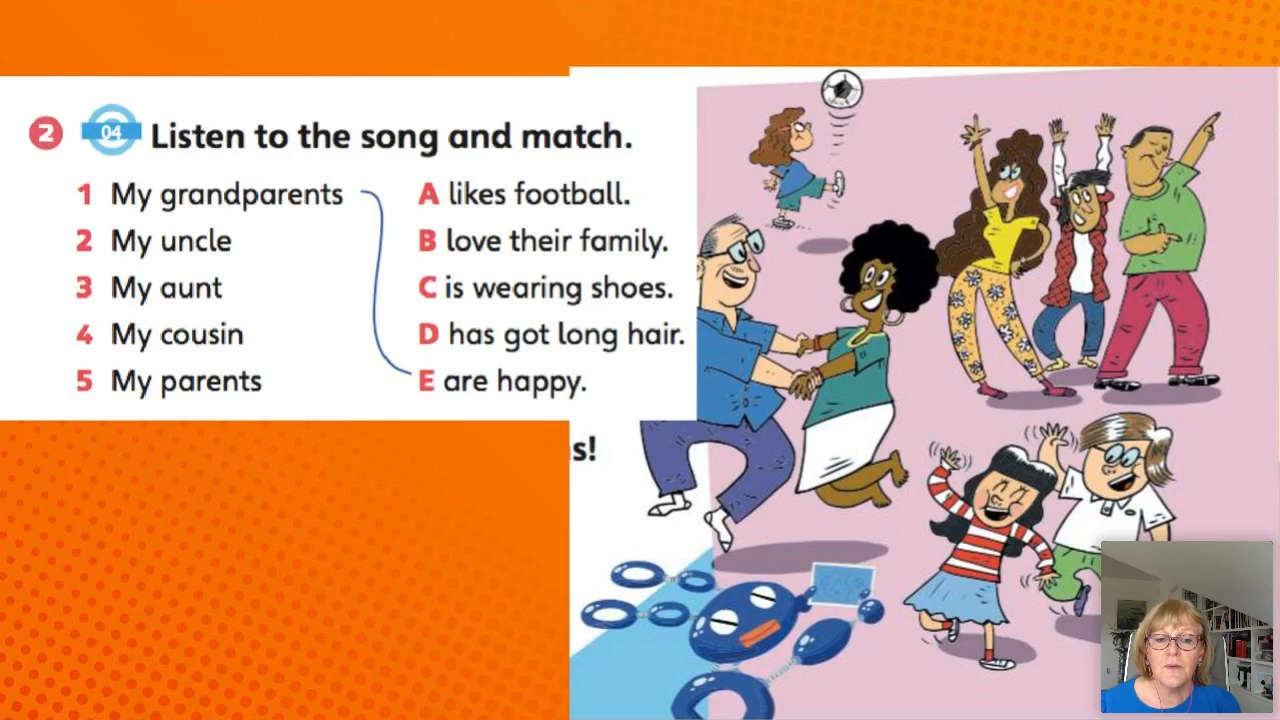 2 04 Listen to the song and match.
1 My grandparents A likes football.
2 My uncle B love their family.
3 My aunt C is wearing shoes.
4 My cousin D has got long hair.
5 My parents E are happy.
s!